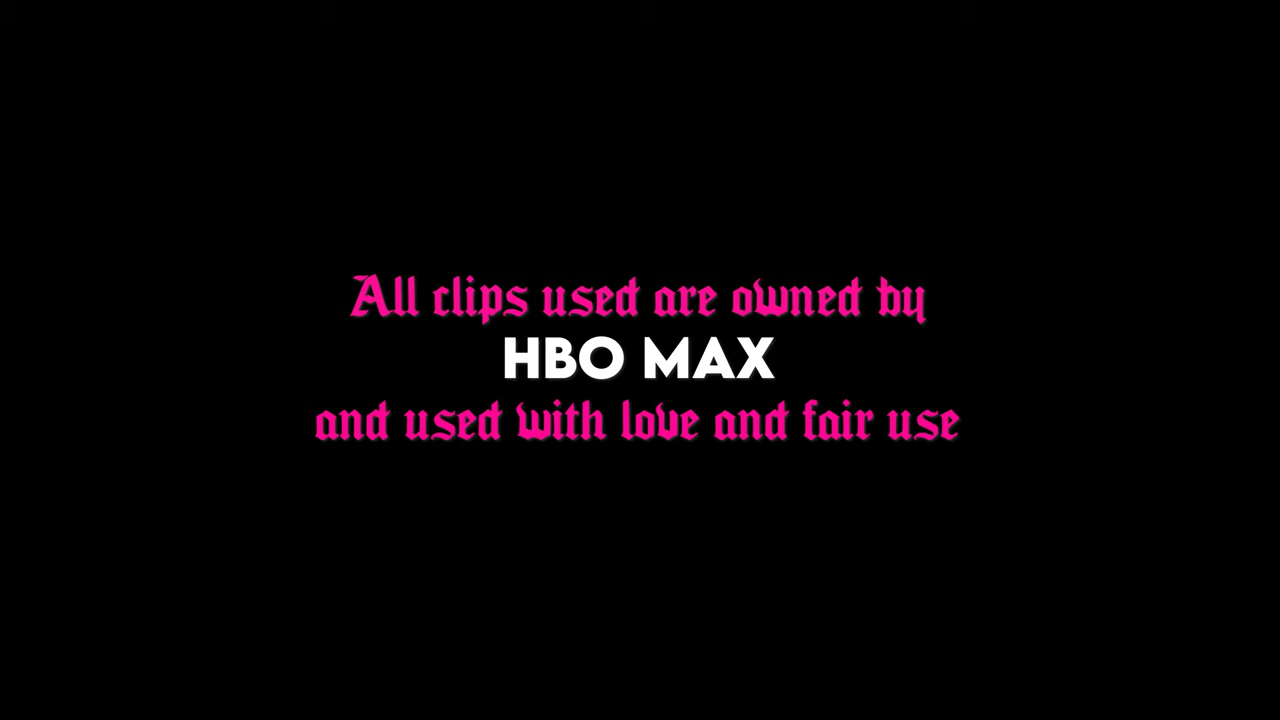 All clips used are owned by
HBO MAX
and used with love and fair use